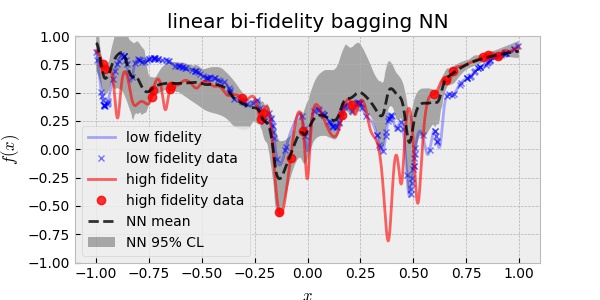 linear bi-fidelity bagging NN
1.00
0.75
0.50
0.25
0.00
−0.25
−0.50
−0.75
−1.00
f(x)
low fidelity
low fidelity data
high fidelity
high fidelity data
NN mean
NN 95% CL
−1.00 −0.75 −0.50 −0.25 0.00 0.25 0.50 0.75 1.00
x